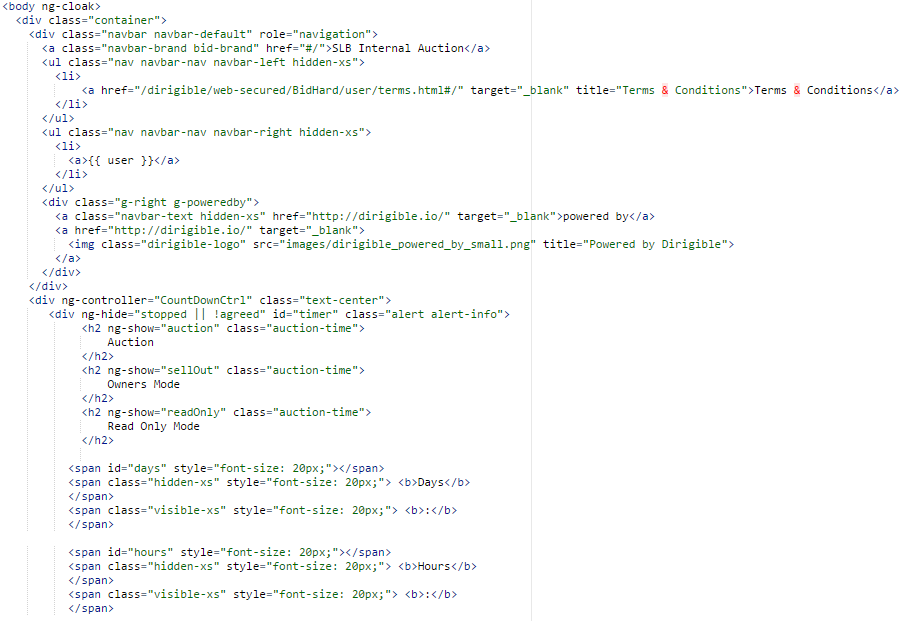 <body ng-cloak>
<div class="container">
<div class="navbar navbar-default" role="navigation">
<a class="navbar-brand bid-brand" href="#/">SLB Internal Auction</a>
<ul class="nav navbar-nav navbar-left hidden-xs">
<li>
<a href="/dirigible/web-secured/BidHard/user/terms.html#/" target="_blank" title="Terms & Conditions">Terms & Conditions</a>
</li>
</ul>
<ul class="nav navbar-nav navbar-right hidden-xs">
<li>
<a>{{ user }}</a>
</li>
</ul>
<div class="g-right g-poweredby">
<a class="navbar-text hidden-xs" href="http://dirigible.io/" target="_blank">powered by</a>
<a href="http://dirigible.io/" target="_blank">
<img class="dirigible-logo" src="images/dirigible_powered_by_small.png" title="Powered by Dirigible">
</a>
</div>
</div>
<div ng-controller="CountDownCtrl" class="text-center">
<div ng-hide="stopped || !agreed" id="timer" class="alert alert-info">
<h2 ng-show="auction" class="auction-time">
Auction
</h2>
<h2 ng-show="sellOut" class="auction-time">
Owners Mode
</h2>
<h2 ng-show="readOnly" class="auction-time">
Read Only Mode
</h2>
<span id="days" style="font-size: 20px;"></span>
<span class="hidden-xs" style="font-size: 20px;"> <b>Days</b>
</span>
<span class="visible-xs" style="font-size: 20px;"> <b>:</b>
</span>
<span id="hours" style="font-size: 20px;"></span>
<span class="hidden-xs" style="font-size: 20px;"> <b>Hours</b>
</span>
<span class="visible-xs" style="font-size: 20px;"> <b>:</b>
</span>